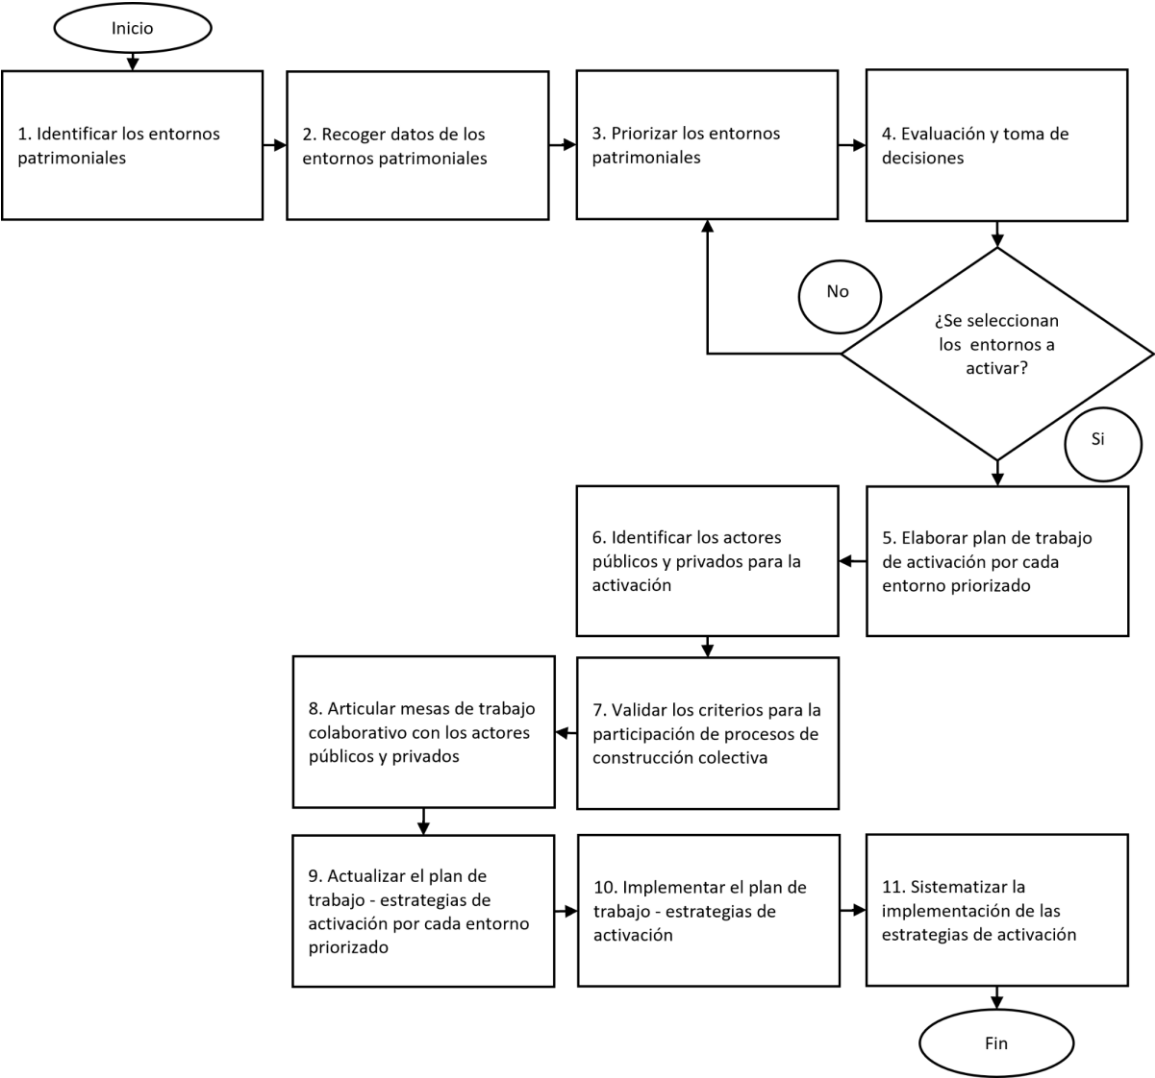 Inicio
1. Identificar los entornos
patrimoniales
2. Recoger datos de los
entornos patrimoniales
3. Priorizar los entornos
patrimoniales
4. Evaluación y toma de
decisiones
No
¿Se seleccionan
los entornos a
activar?
Si
5. Elaborar plan de trabajo
de activación por cada
entorno priorizado
6. Identificar los actores
públicos y privados para la
activación
7. Validar los criterios para la
participación de procesos de
construcción colectiva
8. Articular mesas de trabajo
colaborativo con los actores
públicos y privados
9. Actualizar el plan de
trabajo - estrategias de
activación por cada entorno
priorizado
10. Implementar el plan de
trabajo - estrategias de
activación
11. Sistematizar la
implementación de las
estrategias de activación
Fin